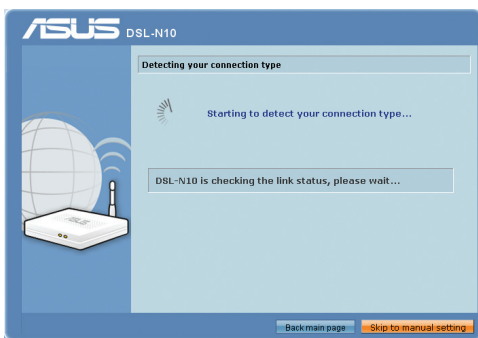 ASUS DSL-N10
Detecting your connection type
Starting to detect your connection type...
DSL-N10 is checking the link status, please wait...
ASUS
Back main page Skip to manual setting